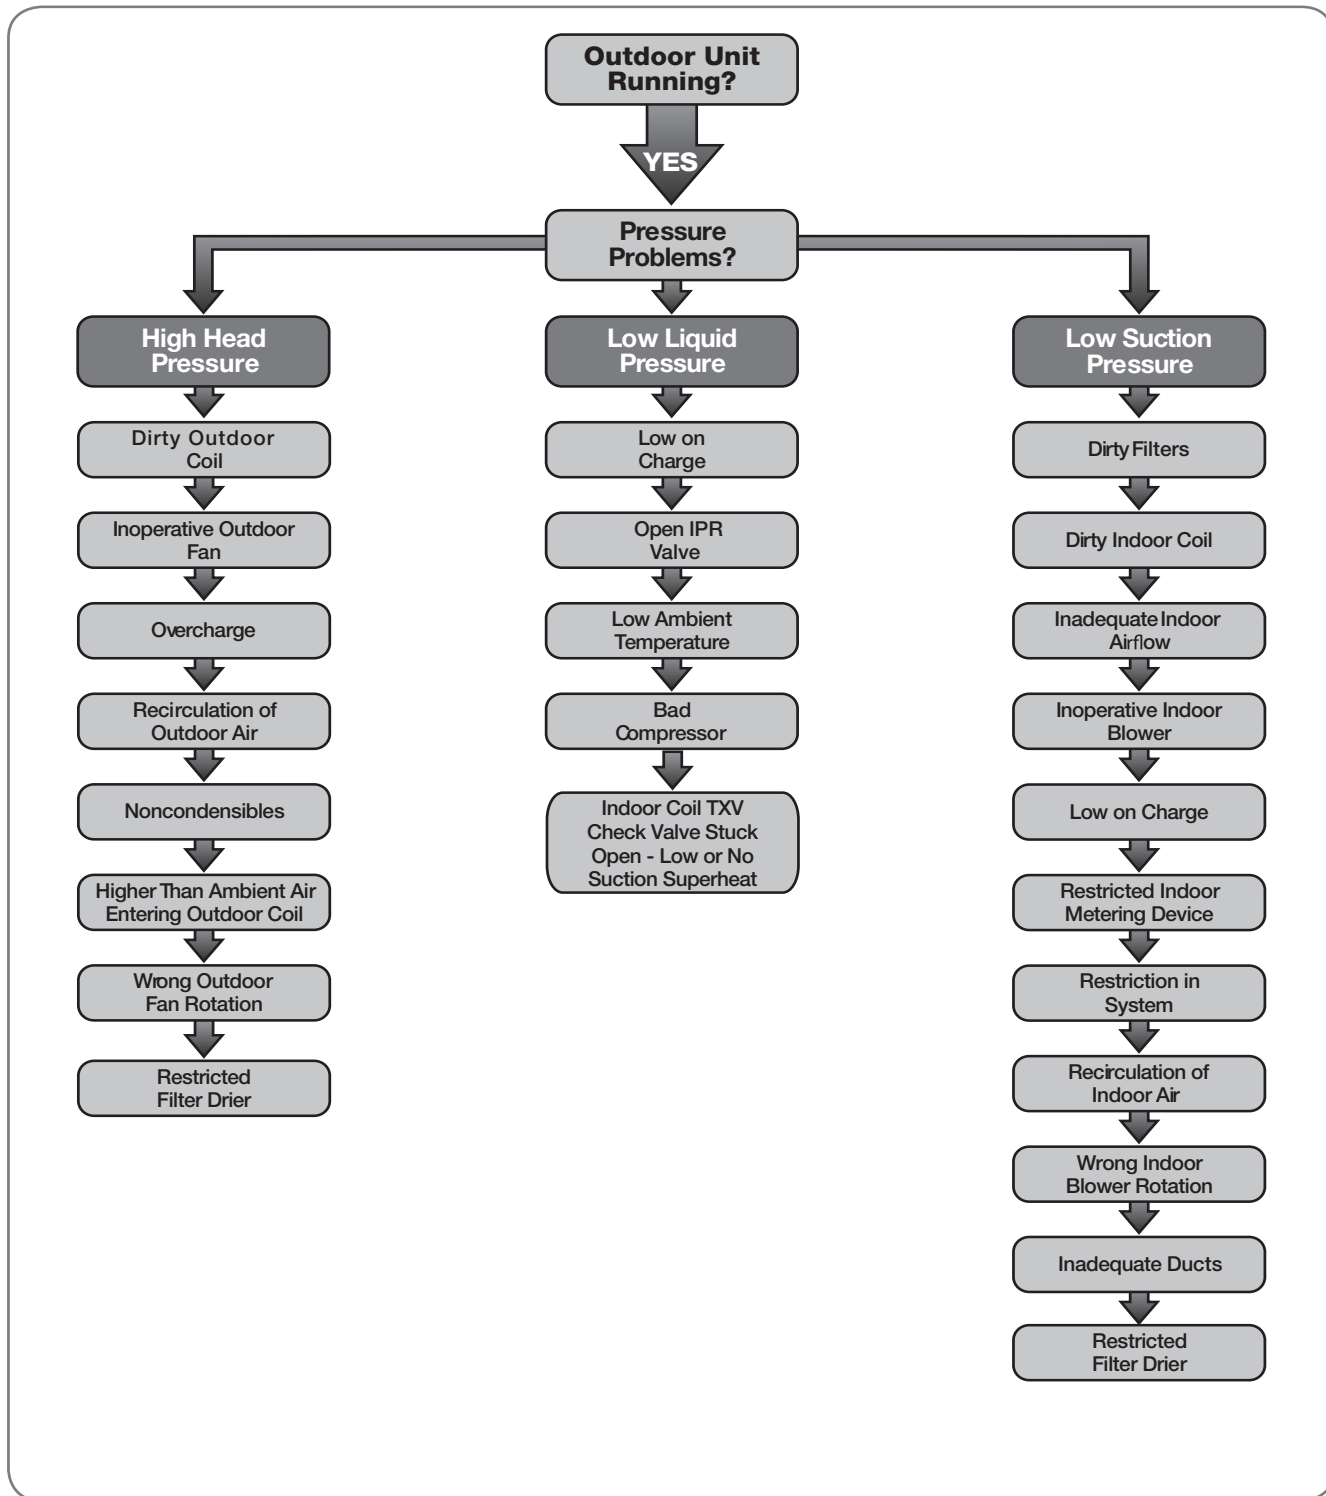 Outdoor Unit
Running?
YES
Pressure
Problems?
High Head
Pressure
Dirty Outdoor
Coil
Inoperative Outdoor
Fan
Overcharge
Recirculation of
Outdoor Air
Noncondensibles
Higher Than Ambient Air
Entering Outdoor Coil
Wrong Outdoor
Fan Rotation
Restricted
Filter Drier
Low Liquid
Pressure
Low on
Charge
Open IPR
Valve
Low Ambient
Temperature
Bad
Compressor
Indoor Coil TXV
Check Valve Stuck
Open - Low or No
Suction Superheat
Low Suction
Pressure
Dirty Filters
Dirty Indoor Coil
Inadequate Indoor
Airflow
Inoperative Indoor
Blower
Low on Charge
Restricted Indoor
Metering Device
Restriction in
System
Recirculation of
Indoor Air
Wrong Indoor
Blower Rotation
Inadequate Ducts
Restricted
Filter Drier